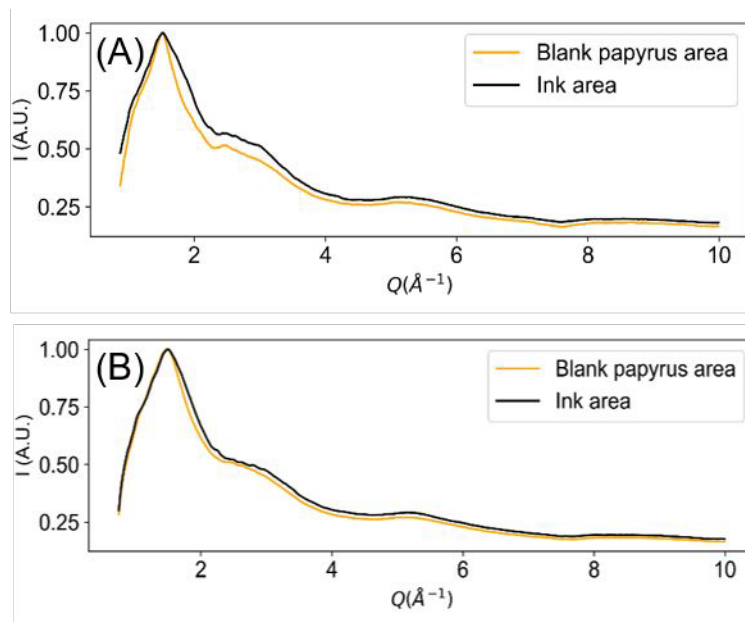 (A)
Blank papyrus area
Ink area
I (A.U.)
1.00
0.75
0.50
0.25
2 4 6 8 10
Q(Å⁻¹)
(B)
Blank papyrus area
Ink area
I (A.U.)
1.00
0.75
0.50
0.25
2 4 6 8 10
Q(Å⁻¹)